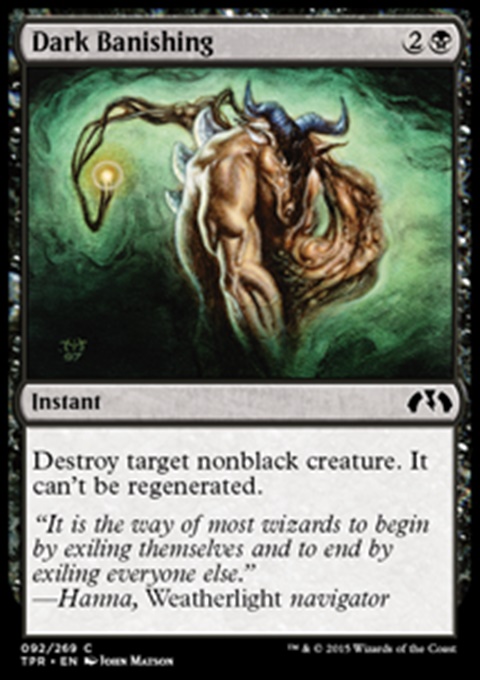 Dark Banishing 2
Instant
Destroy target nonblack creature. It
can't be regenerated.
"It is the way of most wizards to begin
by exiling themselves and to end by
exiling everyone else."
—Hanna, Weatherlight navigator
092/269 C
TPR • EN John Matson
™ & © 2015 Wizards of the Coast